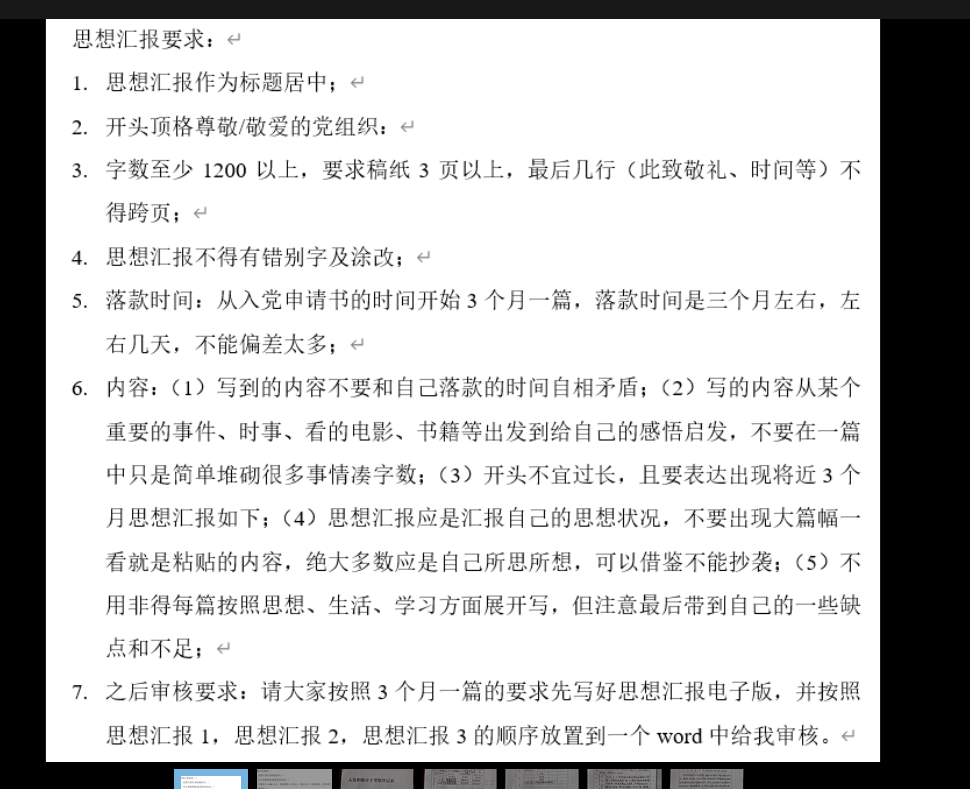 思想汇报要求：
1. 思想汇报作为标题居中；
2. 开头顶格尊敬/敬爱的党组织：
3. 字数至少 1200 以上，要求稿纸 3 页以上，最后几行（此致敬礼、时间等）不
得跨页；
4. 思想汇报不得有错别字及涂改；
5. 落款时间：从入党申请书的时间开始 3 个月一篇，落款时间是三个月左右，左
右几天，不能偏差太多；
6. 内容：（1）写到的内容不要和自己落款的时间自相矛盾；（2）写的内容从某个
重要的事件、时事、看的电影、书籍等出发到给自己的感悟启发，不要在一篇
中只是简单堆砌很多事情凑字数；（3）开头不宜过长，且要表达出现将近 3 个
月思想汇报如下；（4）思想汇报应是汇报自己的思想状况，不要出现大篇幅一
看就是粘贴的内容，绝大多数应是自己所思所想，可以借鉴不能抄袭；（5）不
用非得每篇按照思想、生活、学习方面展开写，但注意最后带到自己的一些缺
点和不足；
7. 之后审核要求：请大家按照 3 个月一篇的要求先写好思想汇报电子版，并按照
思想汇报 1，思想汇报 2，思想汇报 3 的顺序放置到一个 word 中给我审核。